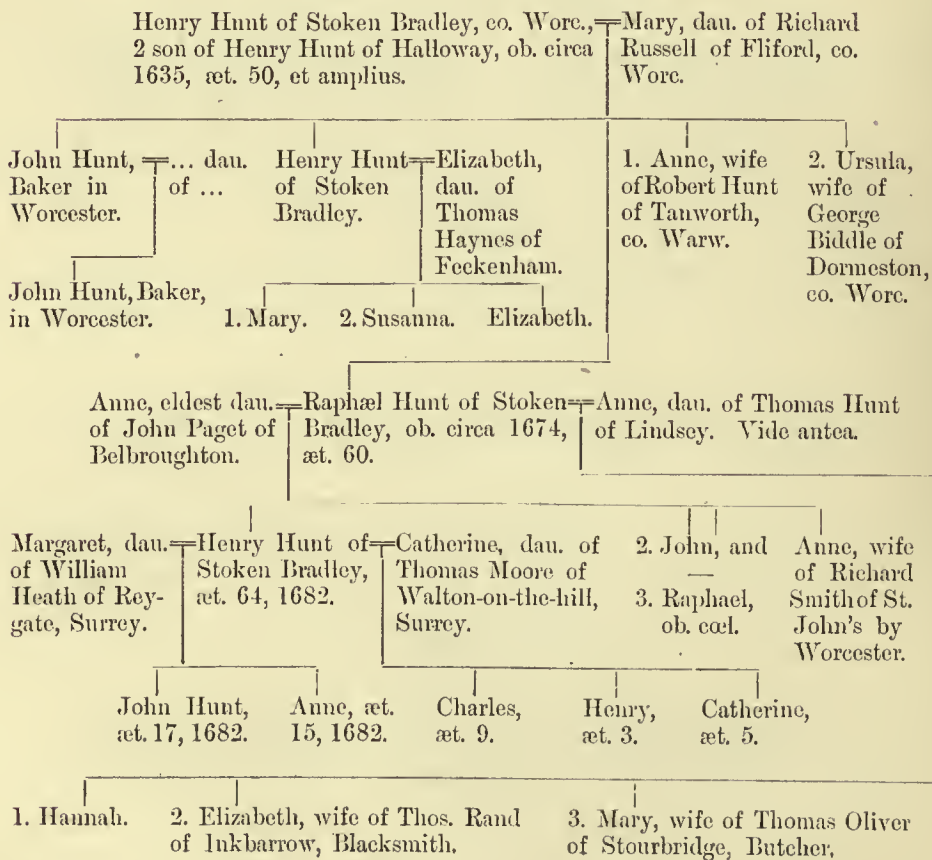 Henry Hunt of Stoken Bradley, co. Worc.,
2 son of Henry Hunt of Halloway, ob. circa
1635, æt. 50, et amplius.
Mary, dau. of Richard
Russell of Fliford, co.
Worc.
John Hunt,
Baker in
Worcester.
... dau.
of ...
Henry Hunt
of Stoken
Bradley.
Elizabeth,
dau. of
Thomas
Haynes of
Feckenham.
1. Anne, wife
of Robert Hunt
of Tanworth,
co. Warw.
2. Ursula,
wife of
George
Biddle of
Dormeston,
co. Worc.
John Hunt, Baker,
in Worcester.
1. Mary.
2. Susanna.
Elizabeth.
Anne, eldest dau.
of John Paget of
Belbroughton.
Raphæl Hunt of Stoken
Bradley, ob. circa 1674,
æt. 60.
Anne, dau. of Thomas Hunt
of Lindsey. Vide antea.
Margaret, dau.
of William
Heath of Rey-
gate, Surrey.
Henry Hunt of
Stoken Bradley,
æt. 64, 1682.
Catherine, dau. of
Thomas Moore of
Walton-on-the-hill,
Surrey.
2. John, and
—
3. Raphael,
ob. cœl.
Anne, wife
of Richard
Smith of St.
John's by
Worcester.
John Hunt,
æt. 17, 1682.
Anne, æt.
15, 1682.
Charles,
æt. 9.
Henry,
æt. 3.
Catherine,
æt. 5.
1. Hannah.
2. Elizabeth, wife of Thos. Rand
of Inkbarrow, Blacksmith.
3. Mary, wife of Thomas Oliver
of Stourbridge, Butcher.